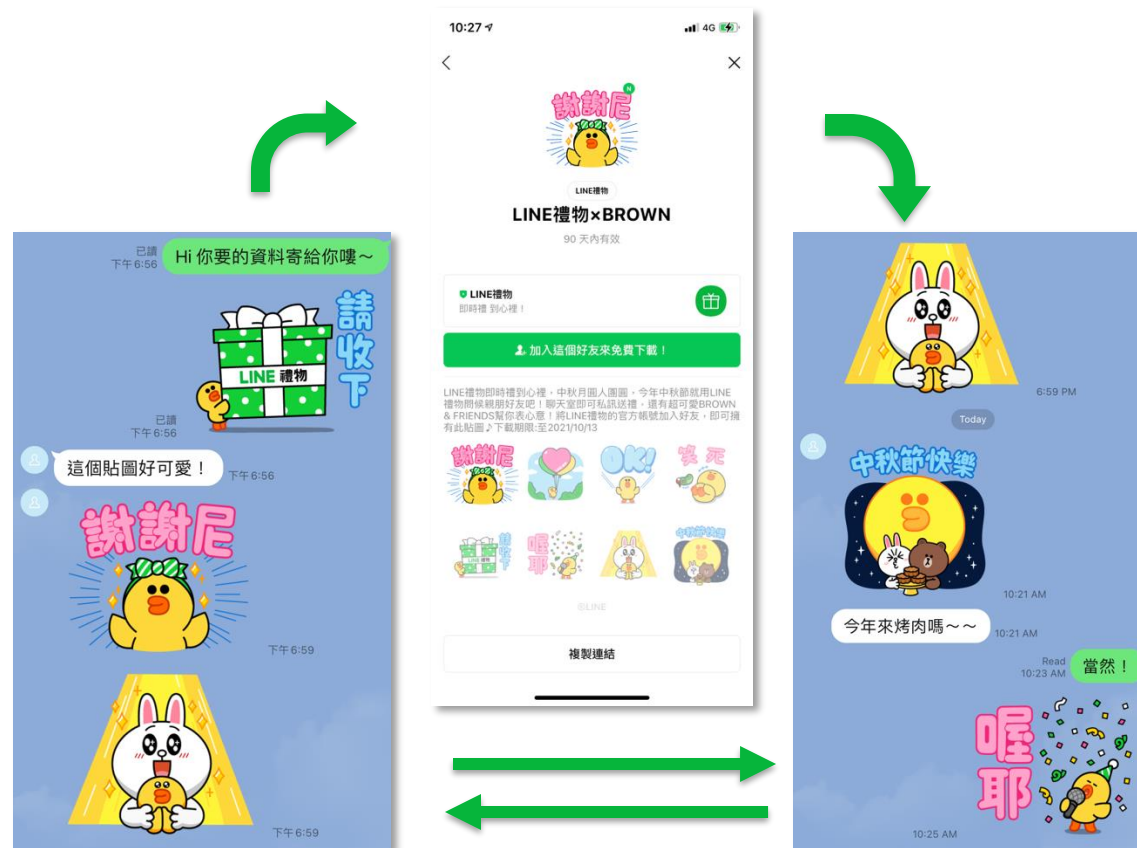 已讀
下午6:56
Hi 你要的資料寄給你嘍～
請收下
LINE 禮物
已讀
下午6:56
這個貼圖好可愛！
下午6:56
謝謝尼
下午6:59
下午6:59
10:27
4G
謝謝尼
N
LINE禮物
LINE禮物×BROWN
90 天內有效
LINE禮物
即時禮 到心裡！
加入這個好友來免費下載！
LINE禮物即時禮到心裡，中秋月圓人團圓，今年中秋節就用LINE
禮物問候親朋好友吧！聊天室即可私訊送禮，還有超可愛BROWN
& FRIENDS幫你表心意！將LINE禮物的官方帳號加入好友，即可擁
有此貼圖♪下載期限:至2021/10/13
謝謝尼
OK!
笑死
請收下
LINE 禮物
喔耶
中秋節快樂
©LINE
複製連結
6:59 PM
Today
中秋節快樂
10:21 AM
今年來烤肉嗎～～
10:21 AM
Read
10:23 AM
當然！
喔耶
10:25 AM